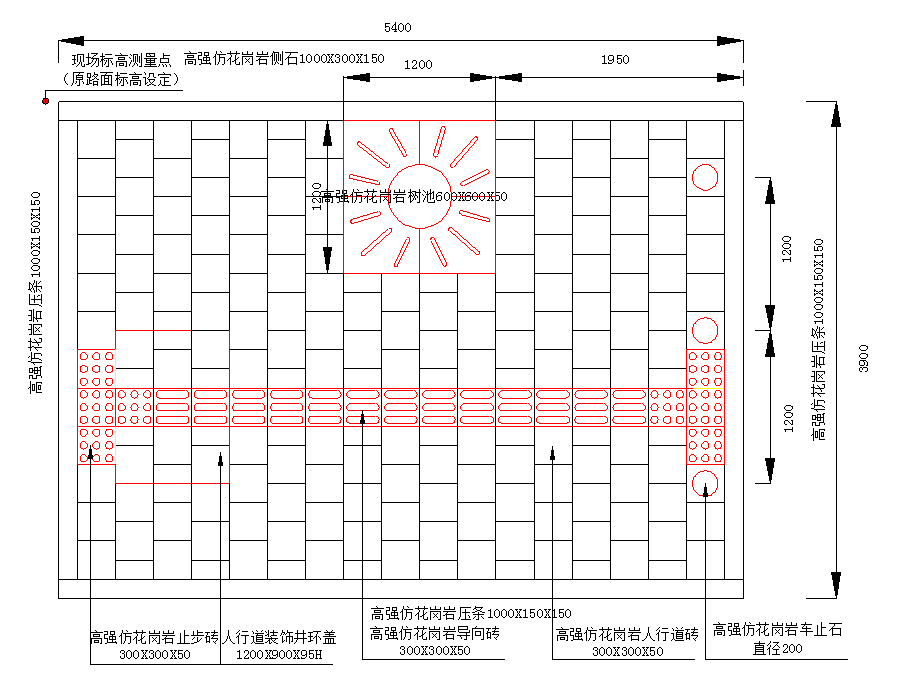 5400
现场标高测量点
（原路面标高设定）
高强仿花岗岩侧石1000X300X150
1200
1950
1200
高强仿花岗岩树池600X600X50
高强仿花岗岩压条1000X150X150
1200
1200
高强仿花岗岩压条1000X150X150
3900
高强仿花岗岩止步砖
300X300X50
人行道装饰井环盖
1200X900X95H
高强仿花岗岩压条1000X150X150
高强仿花岗岩导向砖
300X300X50
高强仿花岗岩人行道砖
300X300X50
高强仿花岗岩车止石
直径200